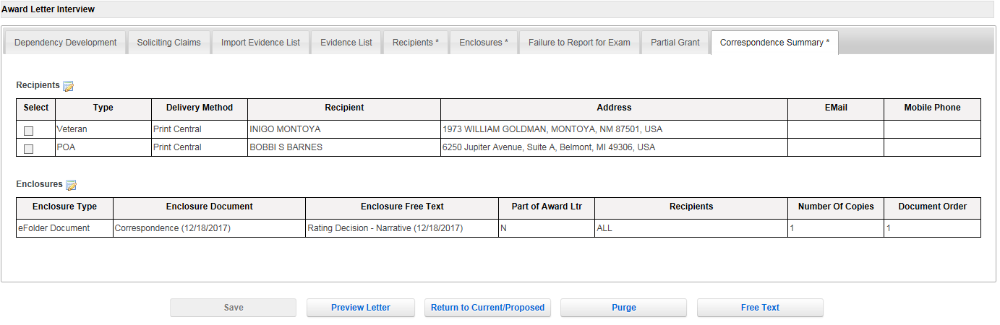 Award Letter Interview
Dependency Development Soliciting Claims Import Evidence List Evidence List Recipients * Enclosures * Failure to Report for Exam Partial Grant Correspondence Summary *
Recipients
Select Type Delivery Method Recipient Address EMail Mobile Phone
Veteran Print Central INIGO MONTOYA 1973 WILLIAM GOLDMAN, MONTOYA, NM 87501, USA
POA Print Central BOBBI S BARNES 6250 Jupiter Avenue, Suite A, Belmont, MI 49306, USA
Enclosures
Enclosure Type Enclosure Document Enclosure Free Text Part of Award Ltr Recipients Number Of Copies Document Order
eFolder Document Correspondence (12/18/2017) Rating Decision - Narrative (12/18/2017) N ALL 1 1
Save Preview Letter Return to Current/Proposed Purge Free Text